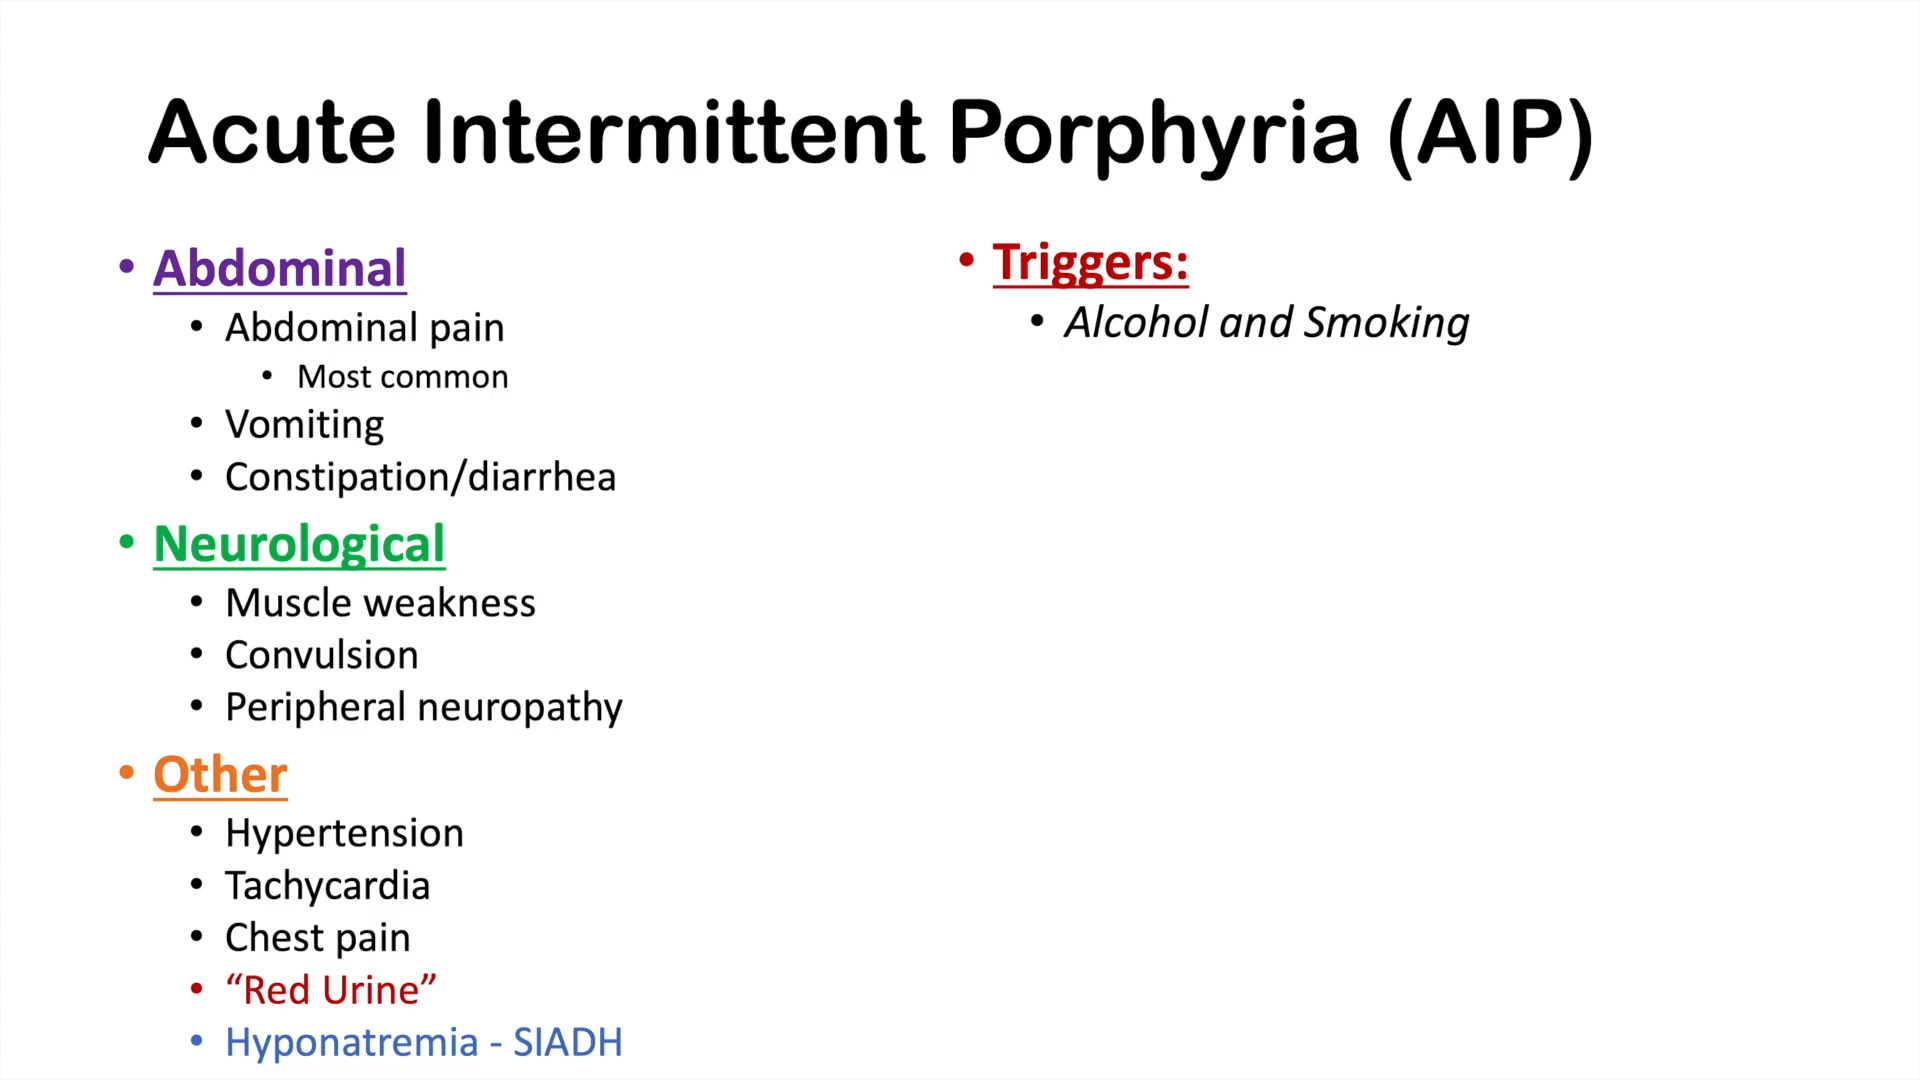 Acute Intermittent Porphyria (AIP)
• Abdominal
• Abdominal pain
• Most common
• Vomiting
• Constipation/diarrhea
• Neurological
• Muscle weakness
• Convulsion
• Peripheral neuropathy
• Other
• Hypertension
• Tachycardia
• Chest pain
• “Red Urine”
• Hyponatremia - SIADH
• Triggers:
• Alcohol and Smoking